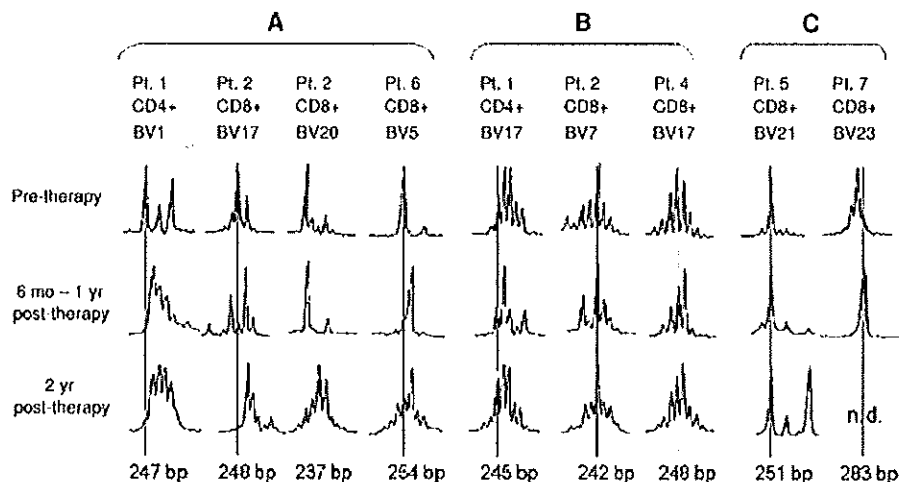 A B C
Pt. 1 Pt. 2 Pt. 2 Pt. 6 Pt. 1 Pt. 2 Pt. 4 Pt. 5 Pt. 7
CD4+ CD8+ CD8+ CD8+ CD4+ CD8+ CD8+ CD8+ CD8+
BV1 BV17 BV20 BV5 BV17 BV7 BV17 BV21 BV23
Pre-therapy
6 mo – 1 yr
post-therapy
2 yr
post-therapy
n.d.
247 bp 248 bp 237 bp 254 bp 245 bp 242 bp 248 bp 251 bp 283 bp